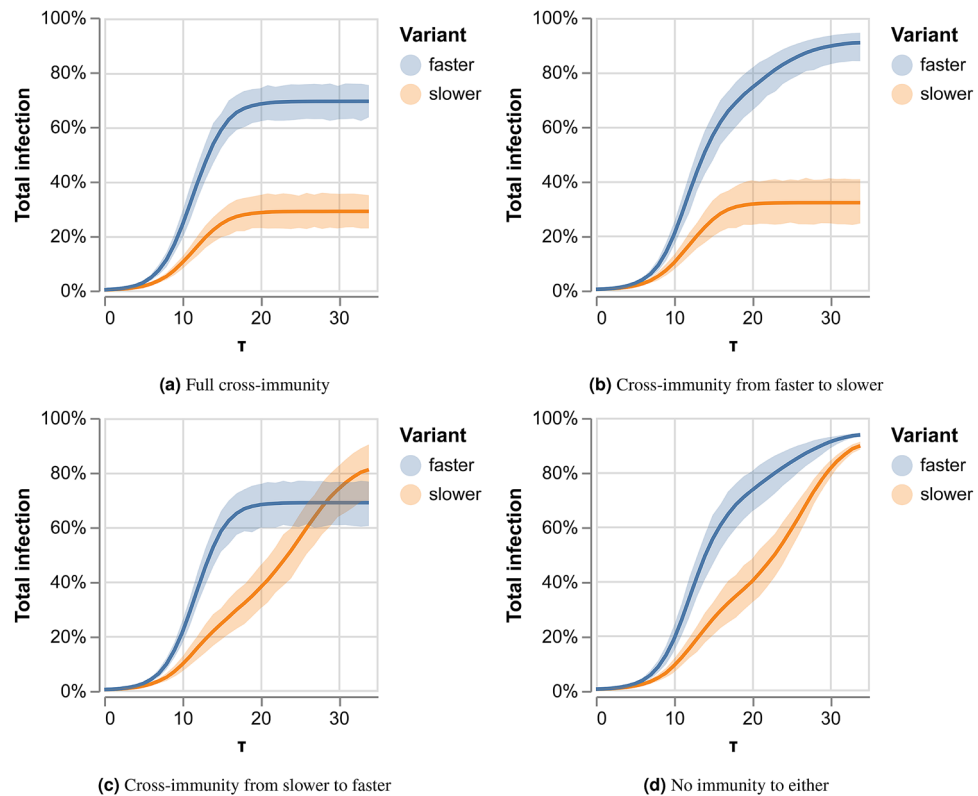 100%
80%
60%
40%
20%
0%
Total infection
0 10 20 30
τ
Variant
faster
slower
(a) Full cross-immunity
100%
80%
60%
40%
20%
0%
Total infection
0 10 20 30
τ
Variant
faster
slower
(b) Cross-immunity from faster to slower
100%
80%
60%
40%
20%
0%
Total infection
0 10 20 30
τ
Variant
faster
slower
(c) Cross-immunity from slower to faster
100%
80%
60%
40%
20%
0%
Total infection
0 10 20 30
τ
Variant
faster
slower
(d) No immunity to either